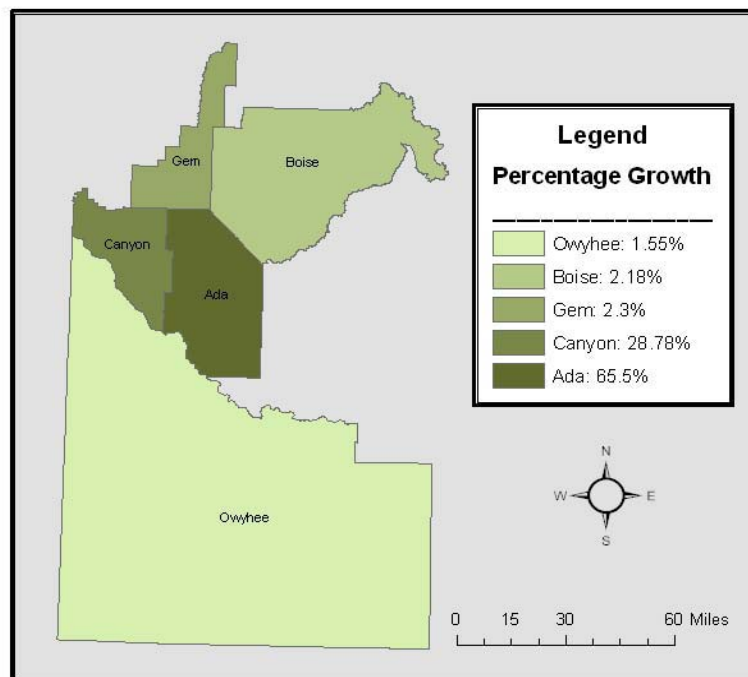 Gem
Boise
Canyon
Ada
Owyhee
Legend
Percentage Growth
Owyhee: 1.55%
Boise: 2.18%
Gem: 2.3%
Canyon: 28.78%
Ada: 65.5%
N
W E
S
0 15 30 60 Miles